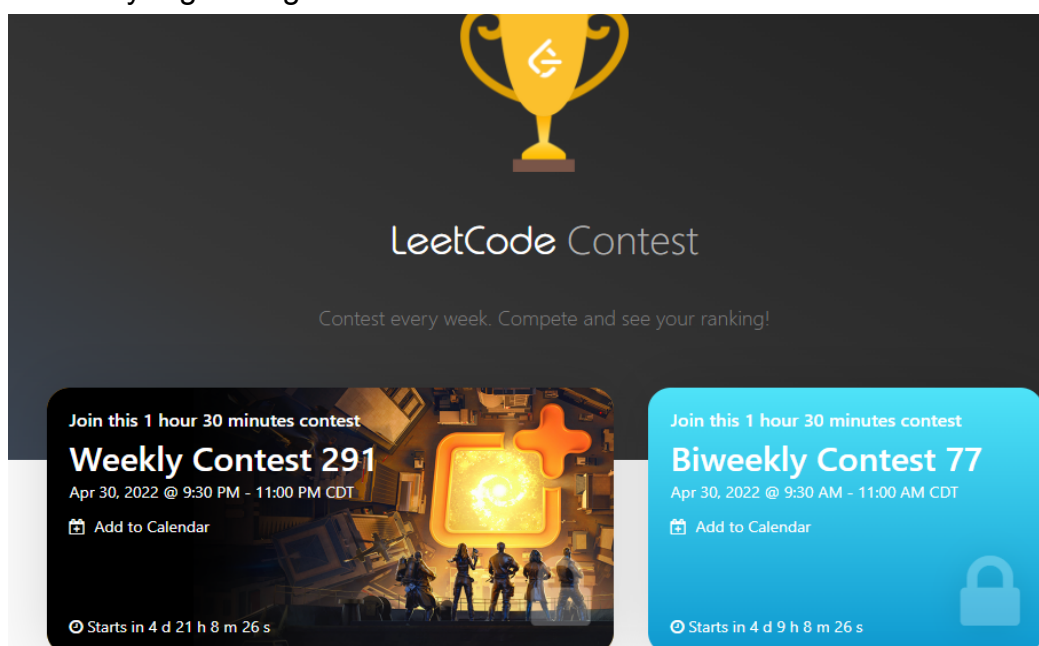 LeetCode Contest
Contest every week. Compete and see your ranking!
Join this 1 hour 30 minutes contest
Weekly Contest 291
Apr 30, 2022 @ 9:30 PM - 11:00 PM CDT
Add to Calendar
Starts in 4 d 21 h 8 m 26 s
Join this 1 hour 30 minutes contest
Biweekly Contest 77
Apr 30, 2022 @ 9:30 AM - 11:00 AM CDT
Add to Calendar
Starts in 4 d 9 h 8 m 26 s